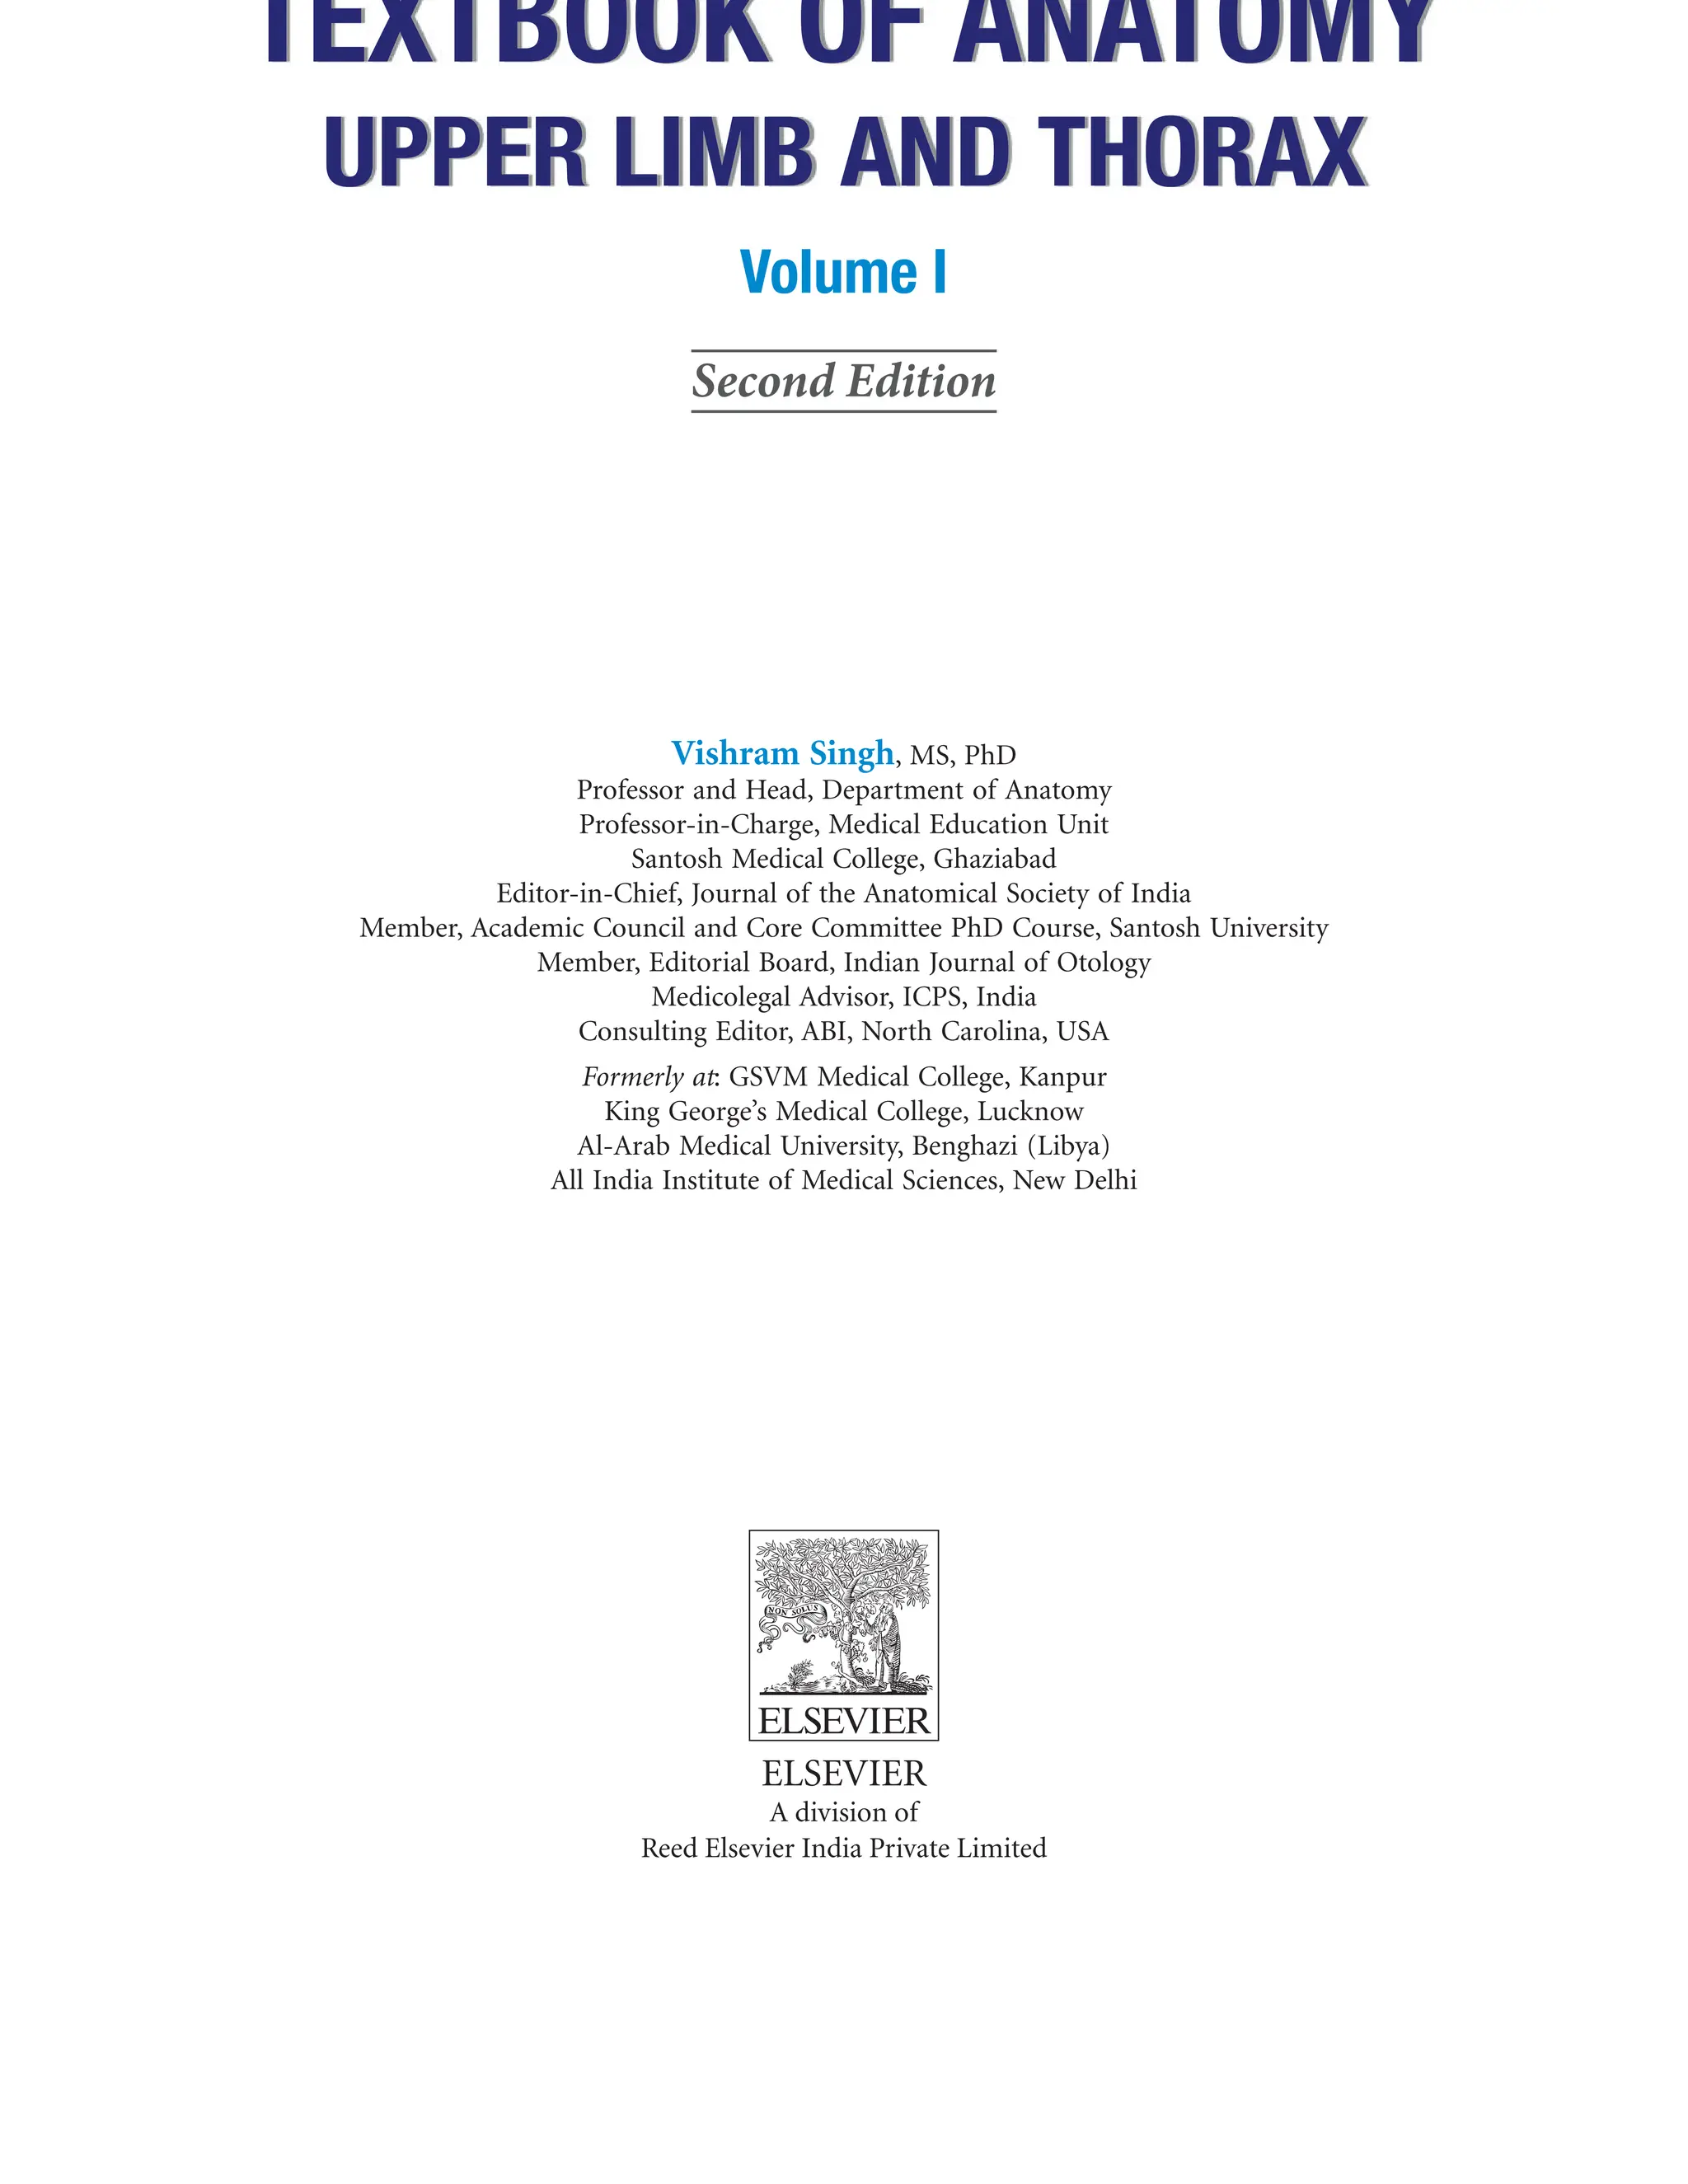 TEXTBOOK OF ANATOMY
UPPER LIMB AND THORAX
Volume I
Second Edition
Vishram Singh, MS, PhD
Professor and Head, Department of Anatomy
Professor-in-Charge, Medical Education Unit
Santosh Medical College, Ghaziabad
Editor-in-Chief, Journal of the Anatomical Society of India
Member, Academic Council and Core Committee PhD Course, Santosh University
Member, Editorial Board, Indian Journal of Otology
Medicolegal Advisor, ICPS, India
Consulting Editor, ABI, North Carolina, USA
Formerly at: GSVM Medical College, Kanpur
King George’s Medical College, Lucknow
Al-Arab Medical University, Benghazi (Libya)
All India Institute of Medical Sciences, New Delhi
NON SOLUS
ELSEVIER
ELSEVIER
A division of
Reed Elsevier India Private Limited